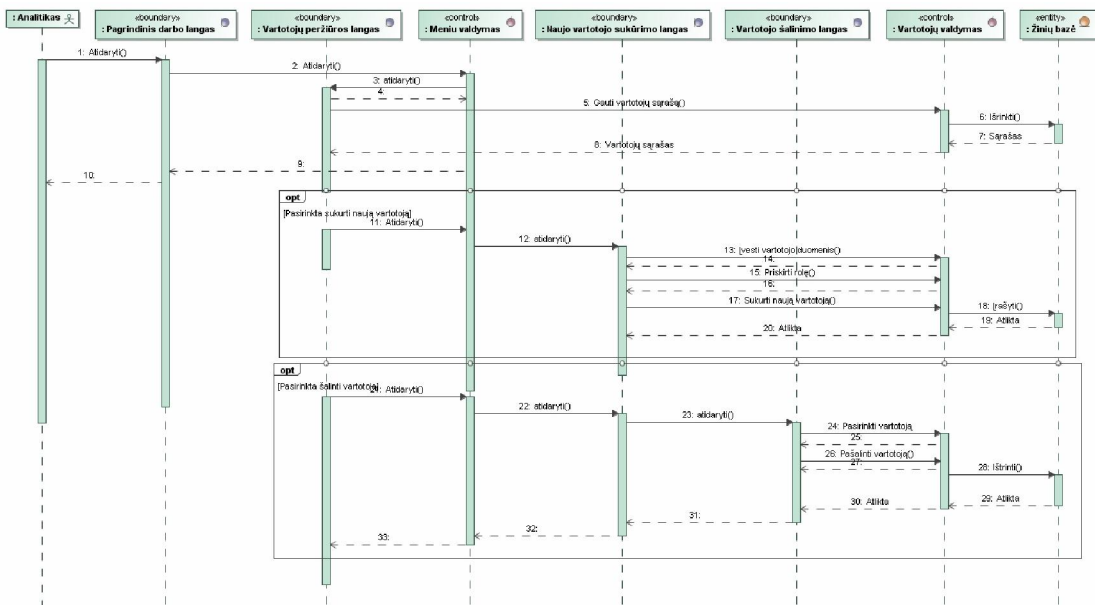 : Analitikas
«boundary»
: Pagrindinis darbo langas
«boundary»
: Vartotojų peržiūros langas
«control»
: Meniu valdymas
«boundary»
: Naujo vartotojo sukūrimo langas
«boundary»
: Vartotojo šalinimo langas
«control»
: Vartotojų valdymas
«entity»
: Žinių bazė
1: Atidaryti()
2: Atidaryti()
3: atidaryti()
4:
5: Gauti vartotojų sąrašą()
6: Išrinkti()
7: Sąrašas
8: Vartotojų sąrašas
9:
10:
opt
[Pasirinkta sukurti naują vartotoją]
11: Atidaryti()
12: atidaryti()
13: Įvesti vartotojo duomenis()
14:
15: Priskirti rolę()
16:
17: Sukurti naują vartotoją()
18: Įrašyti()
19: Atlikta
20: Atlikta
opt
[Pasirinkta šalinti vartotoją]
21: Atidaryti()
22: atidaryti()
23: atidaryti()
24: Pasirinkti vartotoją
25:
26: Pašalinti vartotoją()
27:
28: Ištrinti()
29: Atlikta
30: Atlikta
31:
32:
33: